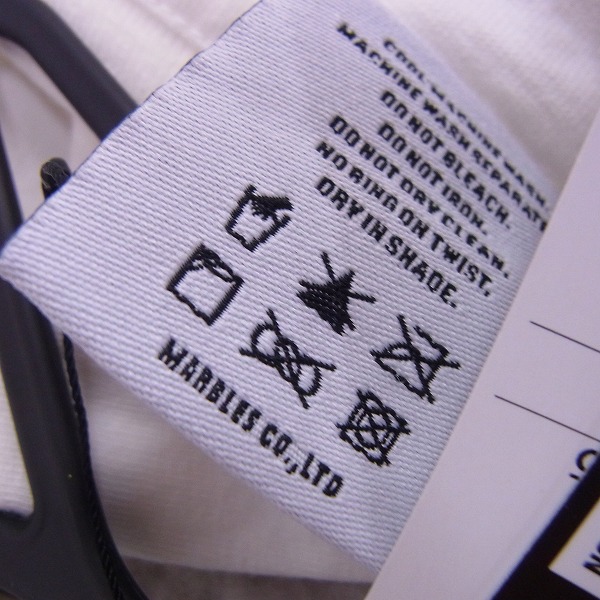 COOL MACHINE WASH.
MACHINE WASH SEPARATE
DO NOT BLEACH.
DO NOT IRON.
DO NOT DRY CLEAN.
NO RING OR TWIST.
DRY IN SHADE.
MARBLES CO.,LTD